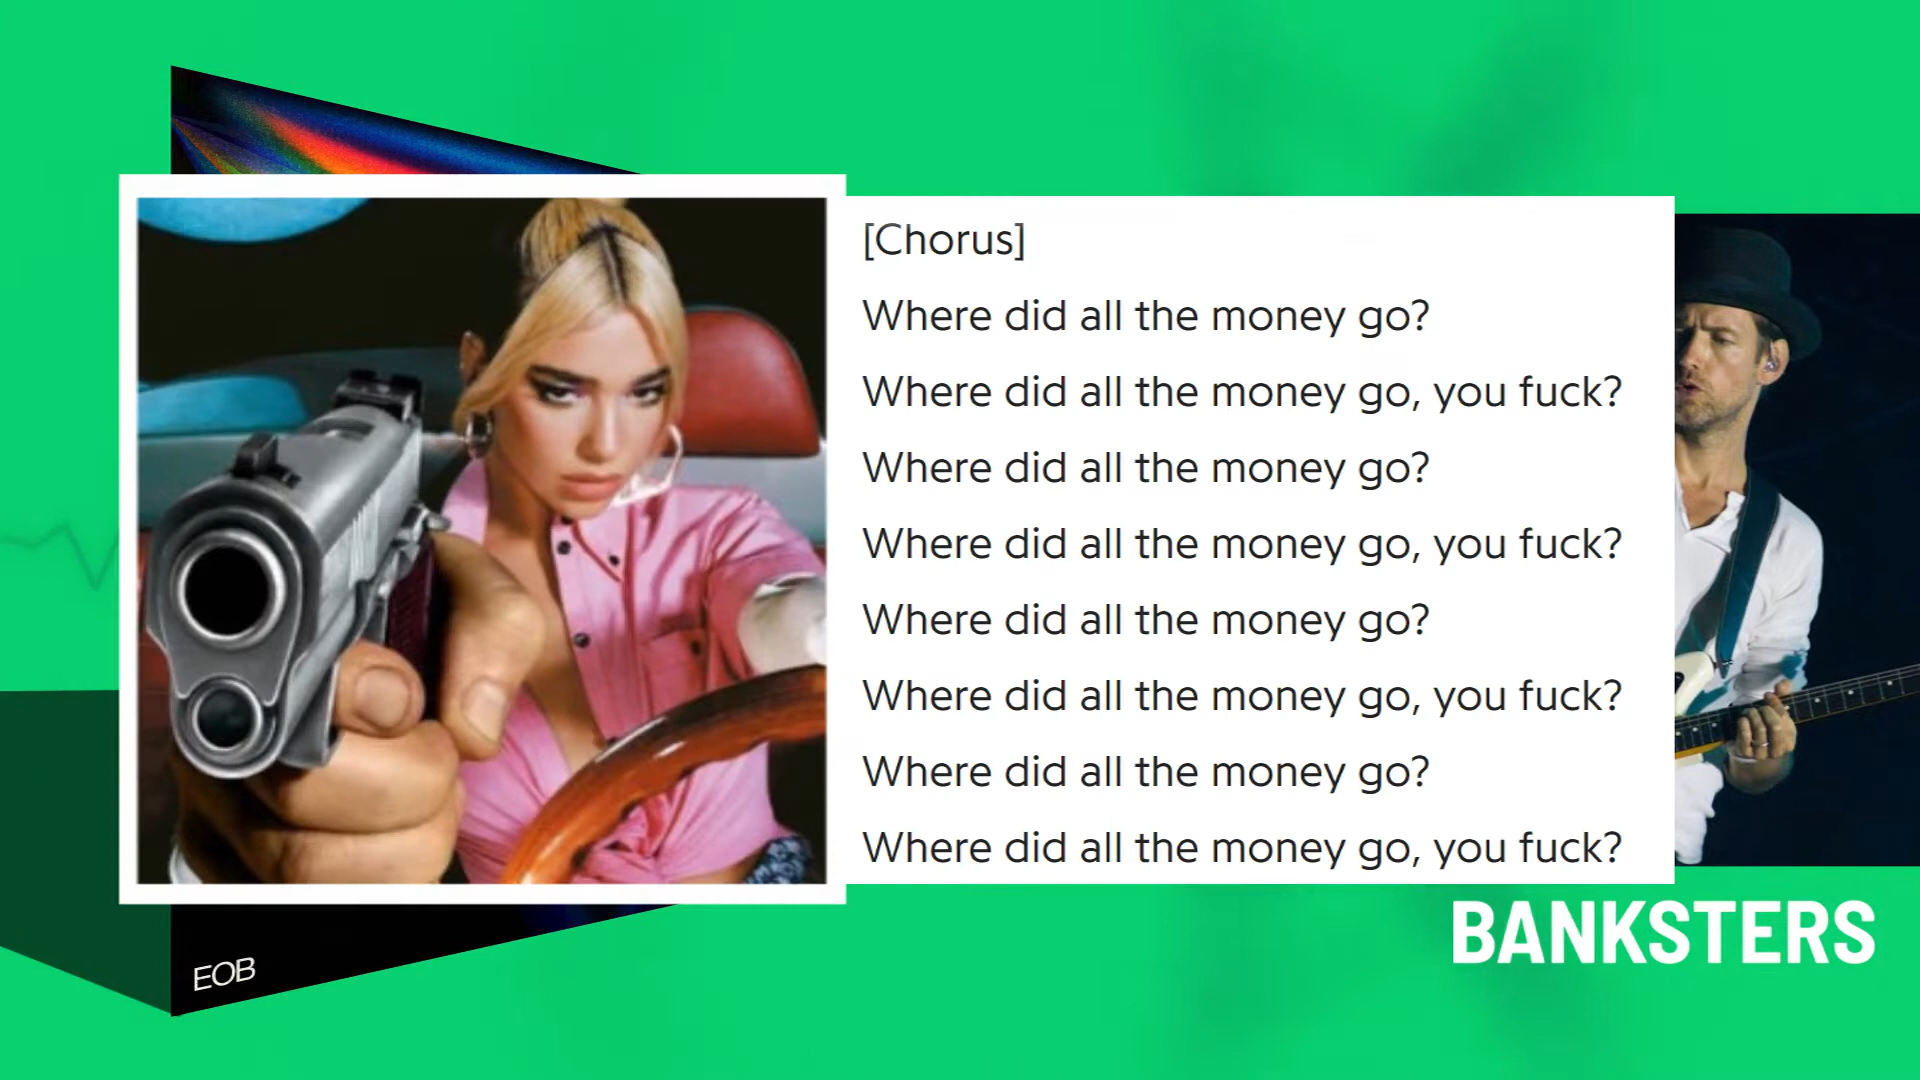 [Chorus]
Where did all the money go?
Where did all the money go, you fuck?
Where did all the money go?
Where did all the money go, you fuck?
Where did all the money go?
Where did all the money go, you fuck?
Where did all the money go?
Where did all the money go, you fuck?
BANKSTERS
EOB